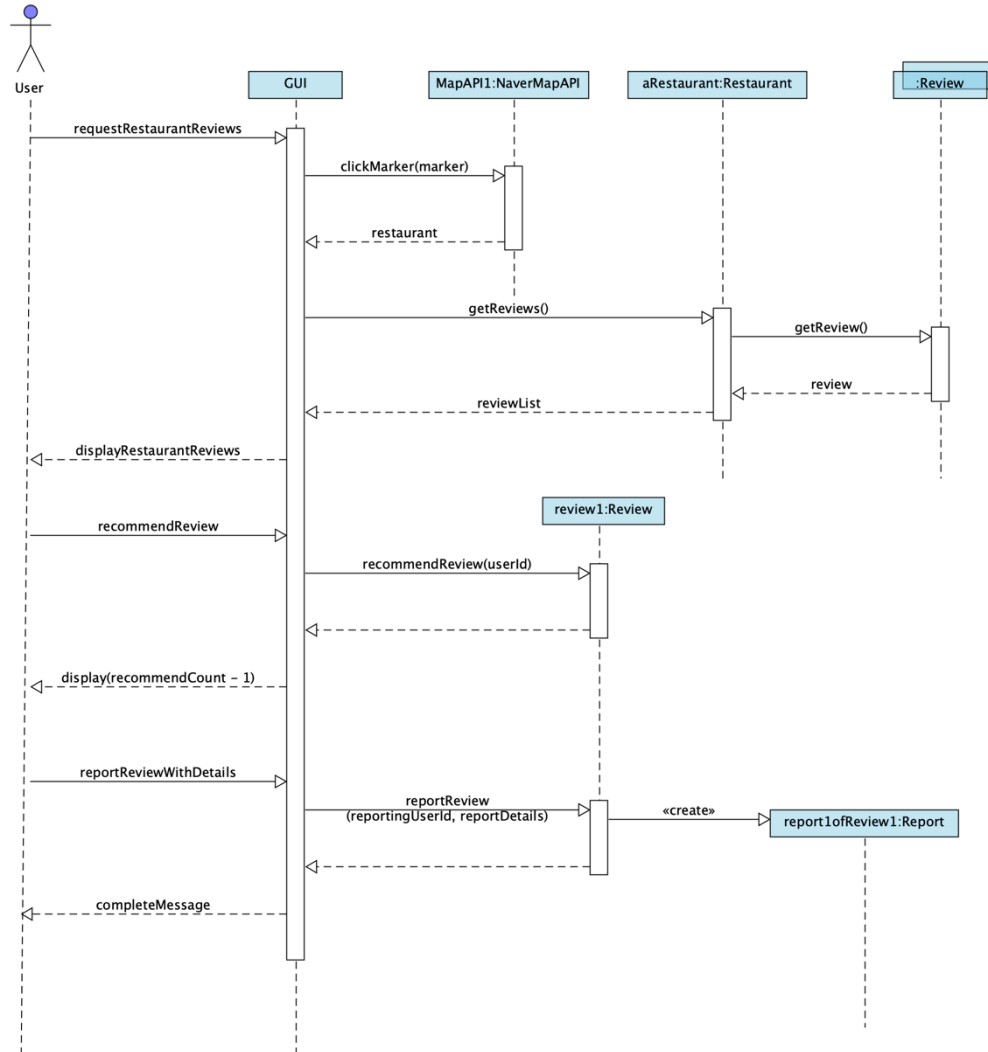 User
GUI
MapAPI1:NaverMapAPI
aRestaurant:Restaurant
:Review
requestRestaurantReviews
clickMarker(marker)
restaurant
getReviews()
getReview()
review
reviewList
displayRestaurantReviews
review1:Review
recommendReview
recommendReview(userId)
display(recommendCount - 1)
reportReviewWithDetails
reportReview
(reportingUserId, reportDetails)
«create»
report1ofReview1:Report
completeMessage